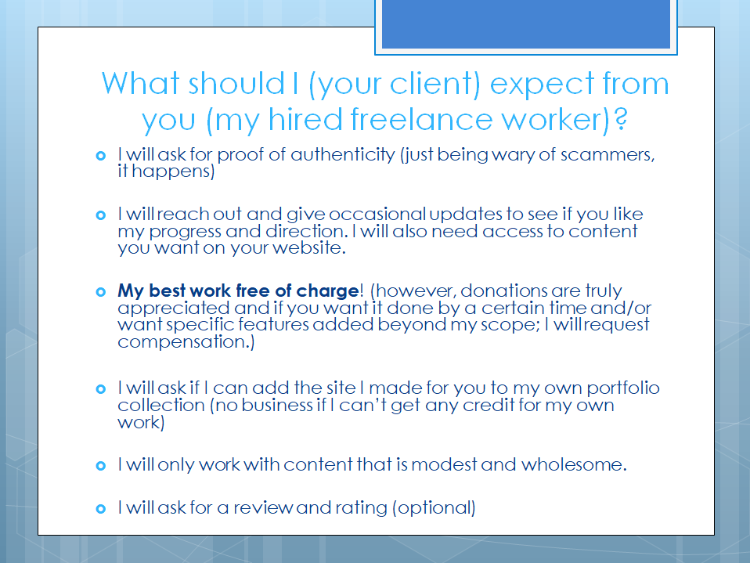 What should I (your client) expect from
you (my hired freelance worker)?
I will ask for proof of authenticity (just being wary of scammers,
it happens)
I will reach out and give occasional updates to see if you like
my progress and direction. I will also need access to content
you want on your website.
My best work free of charge! (however, donations are truly
appreciated and if you want it done by a certain time and/or
want specific features added beyond my scope; I will request
compensation.)
I will ask if I can add the site I made for you to my own portfolio
collection (no business if I can't get any credit for my own
work)
I will only work with content that is modest and wholesome.
I will ask for a review and rating (optional)